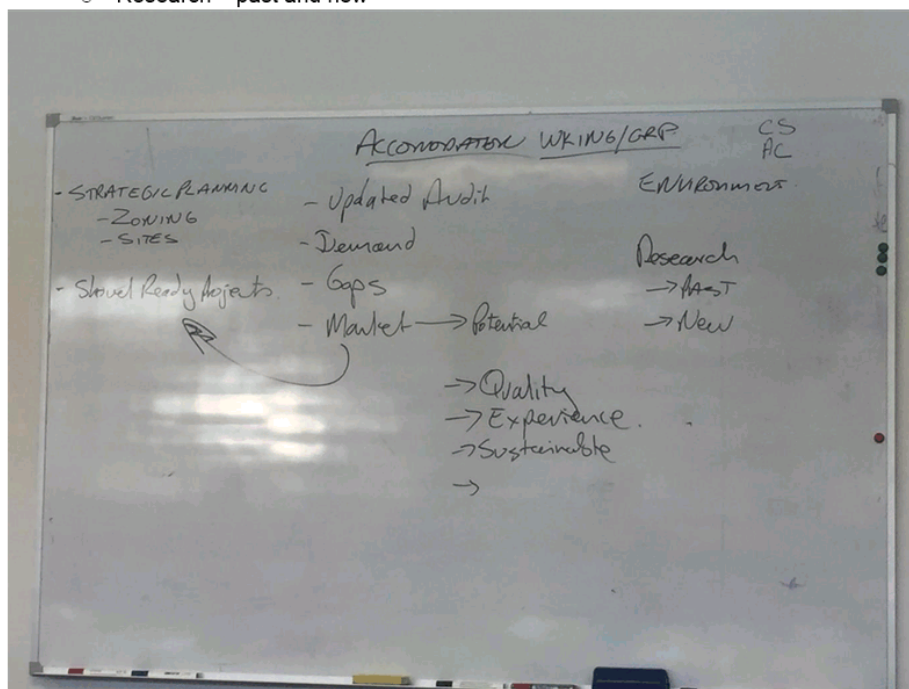 Research – past and new
ACCOMODATION WKING/GRP
CS
AC
- STRATEGIC PLANNING
- ZONING
- SITES
- Shovel Ready Projects.
- Updated Audit
- Demand
- Gaps
- Market → Potential
→ Quality
→ Experience.
→ Sustainable
→
ENVIRONMENT.
Research
→ PAST
→ New